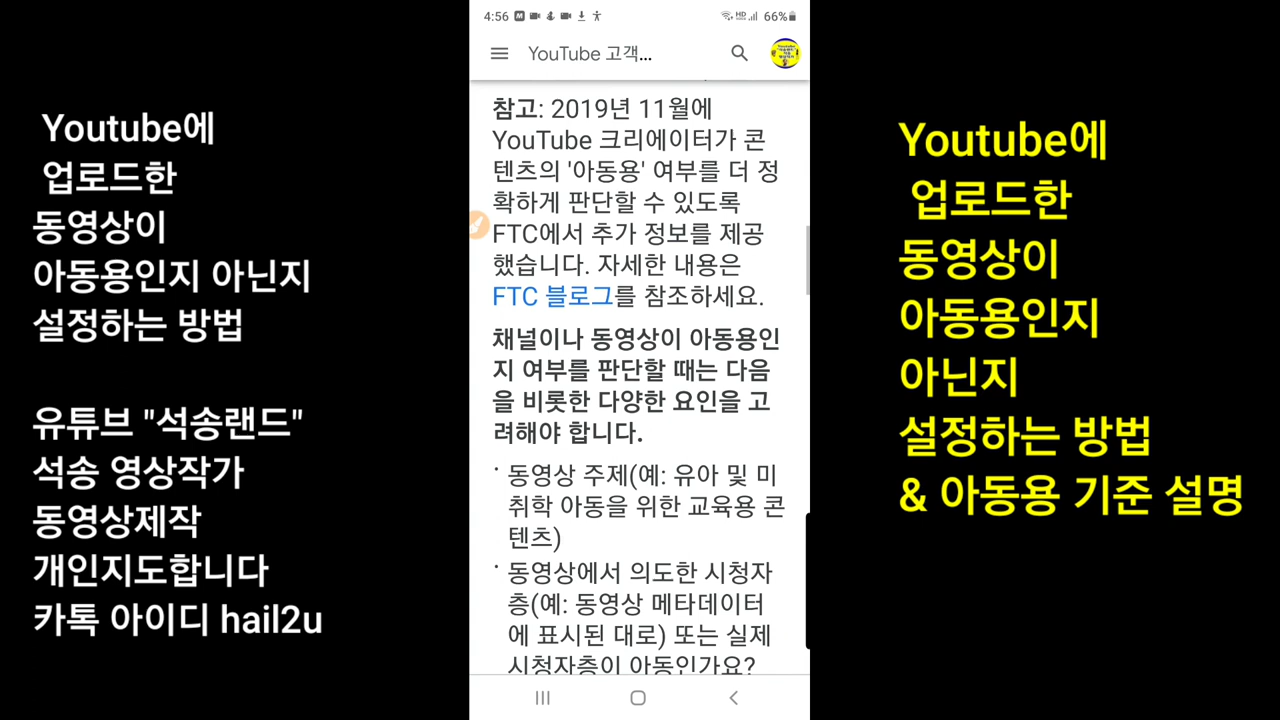 Youtube에
업로드한
동영상이
아동용인지 아닌지
설정하는 방법
유튜브 "석송랜드"
석송 영상작가
동영상제작
개인지도합니다
카톡 아이디 hail2u
4:56
66%
YouTube 고객...
참고: 2019년 11월에
YouTube 크리에이터가 콘
텐츠의 '아동용' 여부를 더 정
확하게 판단할 수 있도록
FTC에서 추가 정보를 제공
했습니다. 자세한 내용은
FTC 블로그를 참조하세요.
채널이나 동영상이 아동용인
지 여부를 판단할 때는 다음
을 비롯한 다양한 요인을 고
려해야 합니다.
· 동영상 주제(예: 유아 및 미
취학 아동을 위한 교육용 콘
텐츠)
· 동영상에서 의도한 시청자
층(예: 동영상 메타데이터
에 표시된 대로) 또는 실제
시청자층이 아동인가요?
Youtube에
업로드한
동영상이
아동용인지
아닌지
설정하는 방법
& 아동용 기준 설명